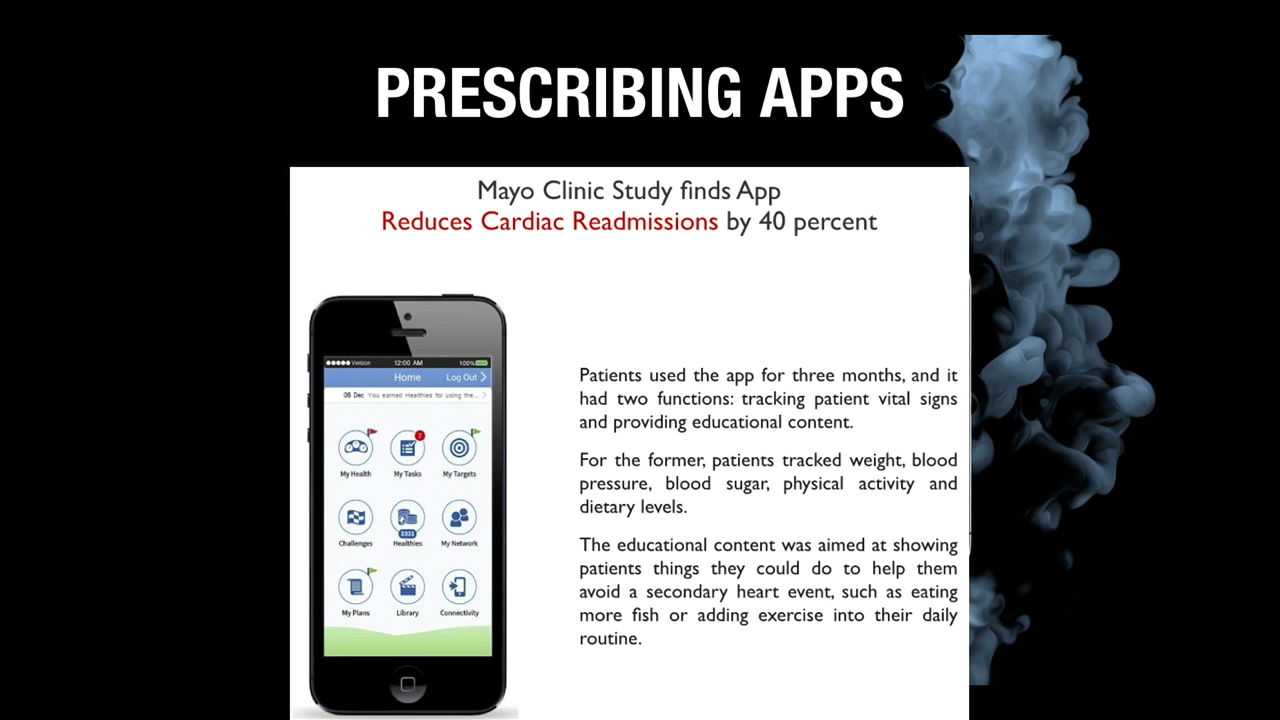 PRESCRIBING APPS
Mayo Clinic Study finds App
Reduces Cardiac Readmissions by 40 percent
Verizon 12:00 AM 100%
Home Log Out
08 Dec You earned Healthies for using the...
2
My Health My Tasks My Targets
3331
Challenges Healthies My Network
My Plans Library Connectivity
Patients used the app for three months, and it
had two functions: tracking patient vital signs
and providing educational content.
For the former, patients tracked weight, blood
pressure, blood sugar, physical activity and
dietary levels.
The educational content was aimed at showing
patients things they could do to help them
avoid a secondary heart event, such as eating
more fish or adding exercise into their daily
routine.